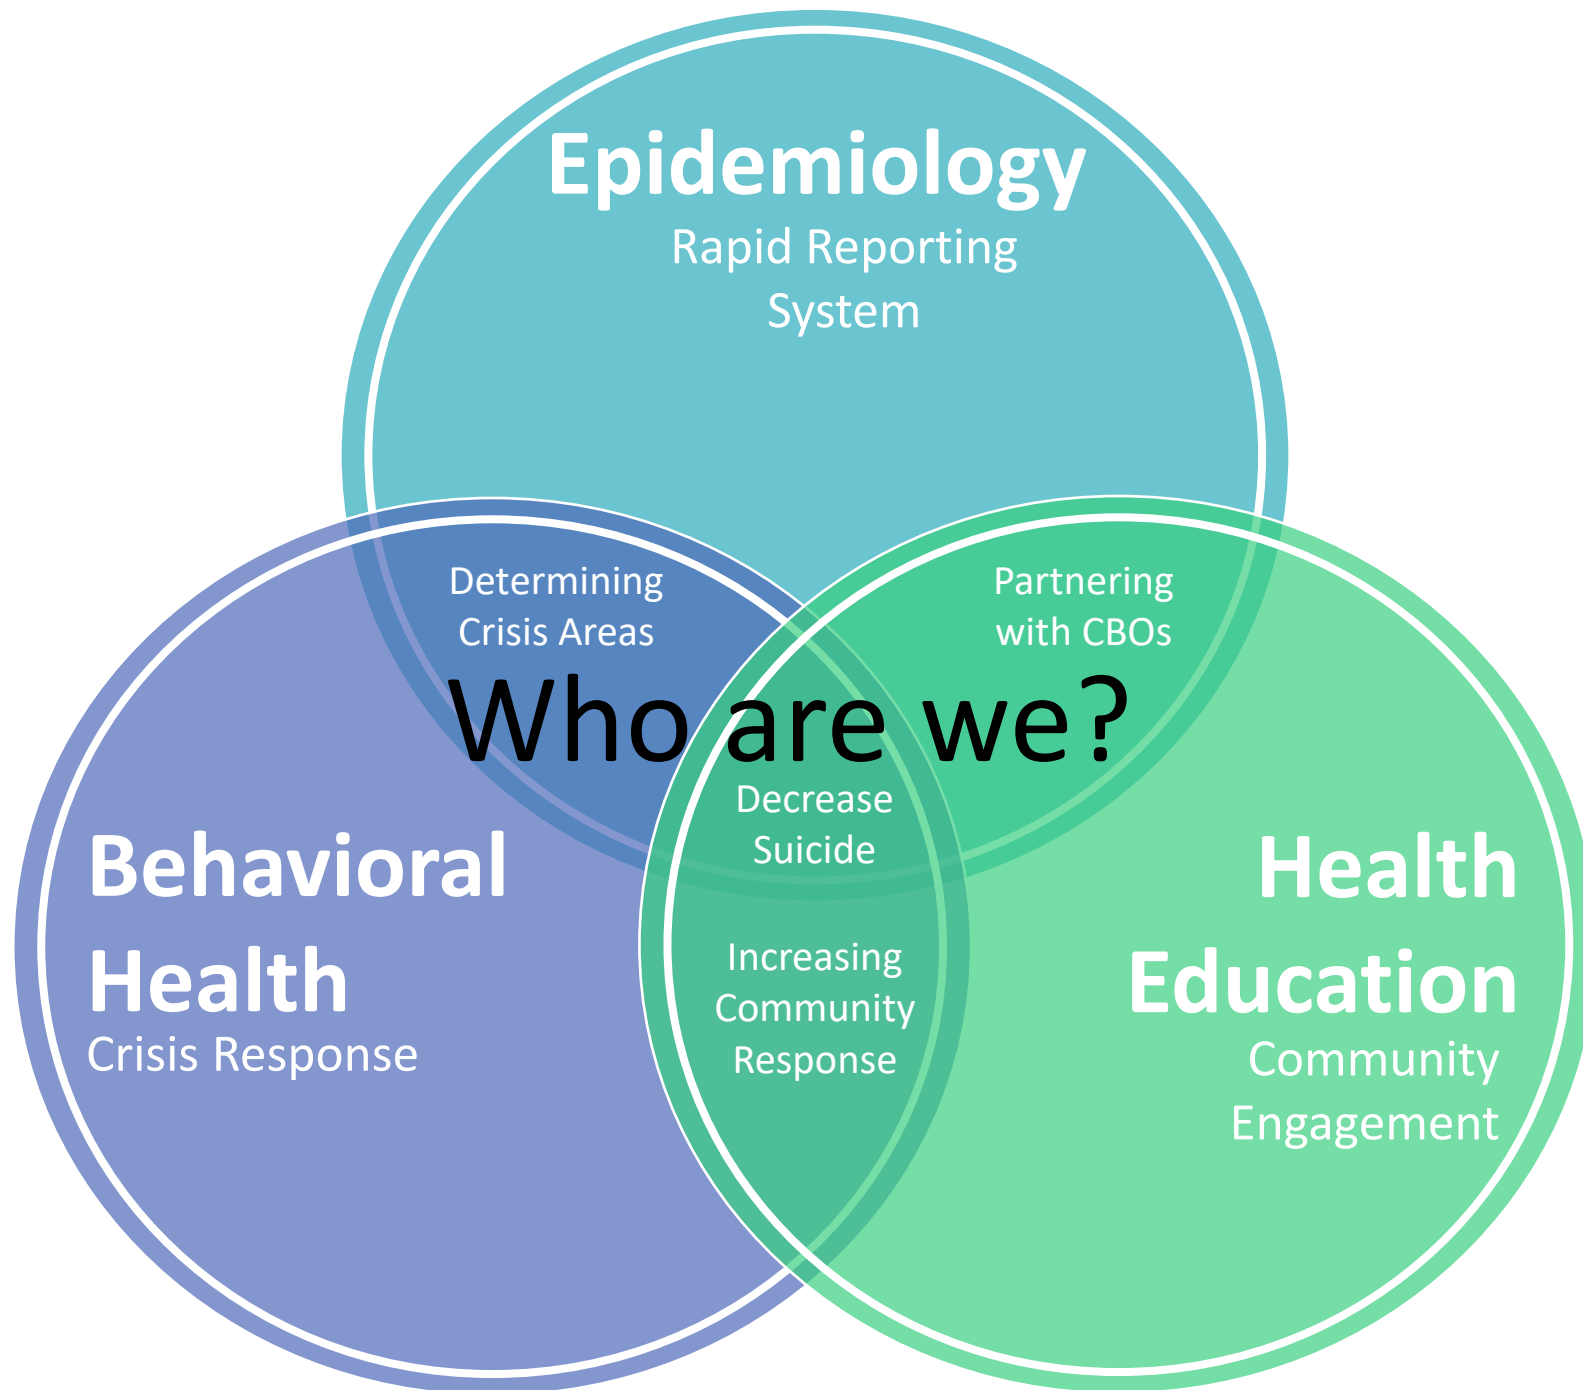 Epidemiology
Rapid Reporting
System
Determining
Crisis Areas
Partnering
with CBOs
Who are we?
Decrease
Suicide
Behavioral
Health
Crisis Response
Increasing
Community
Response
Health
Education
Community
Engagement